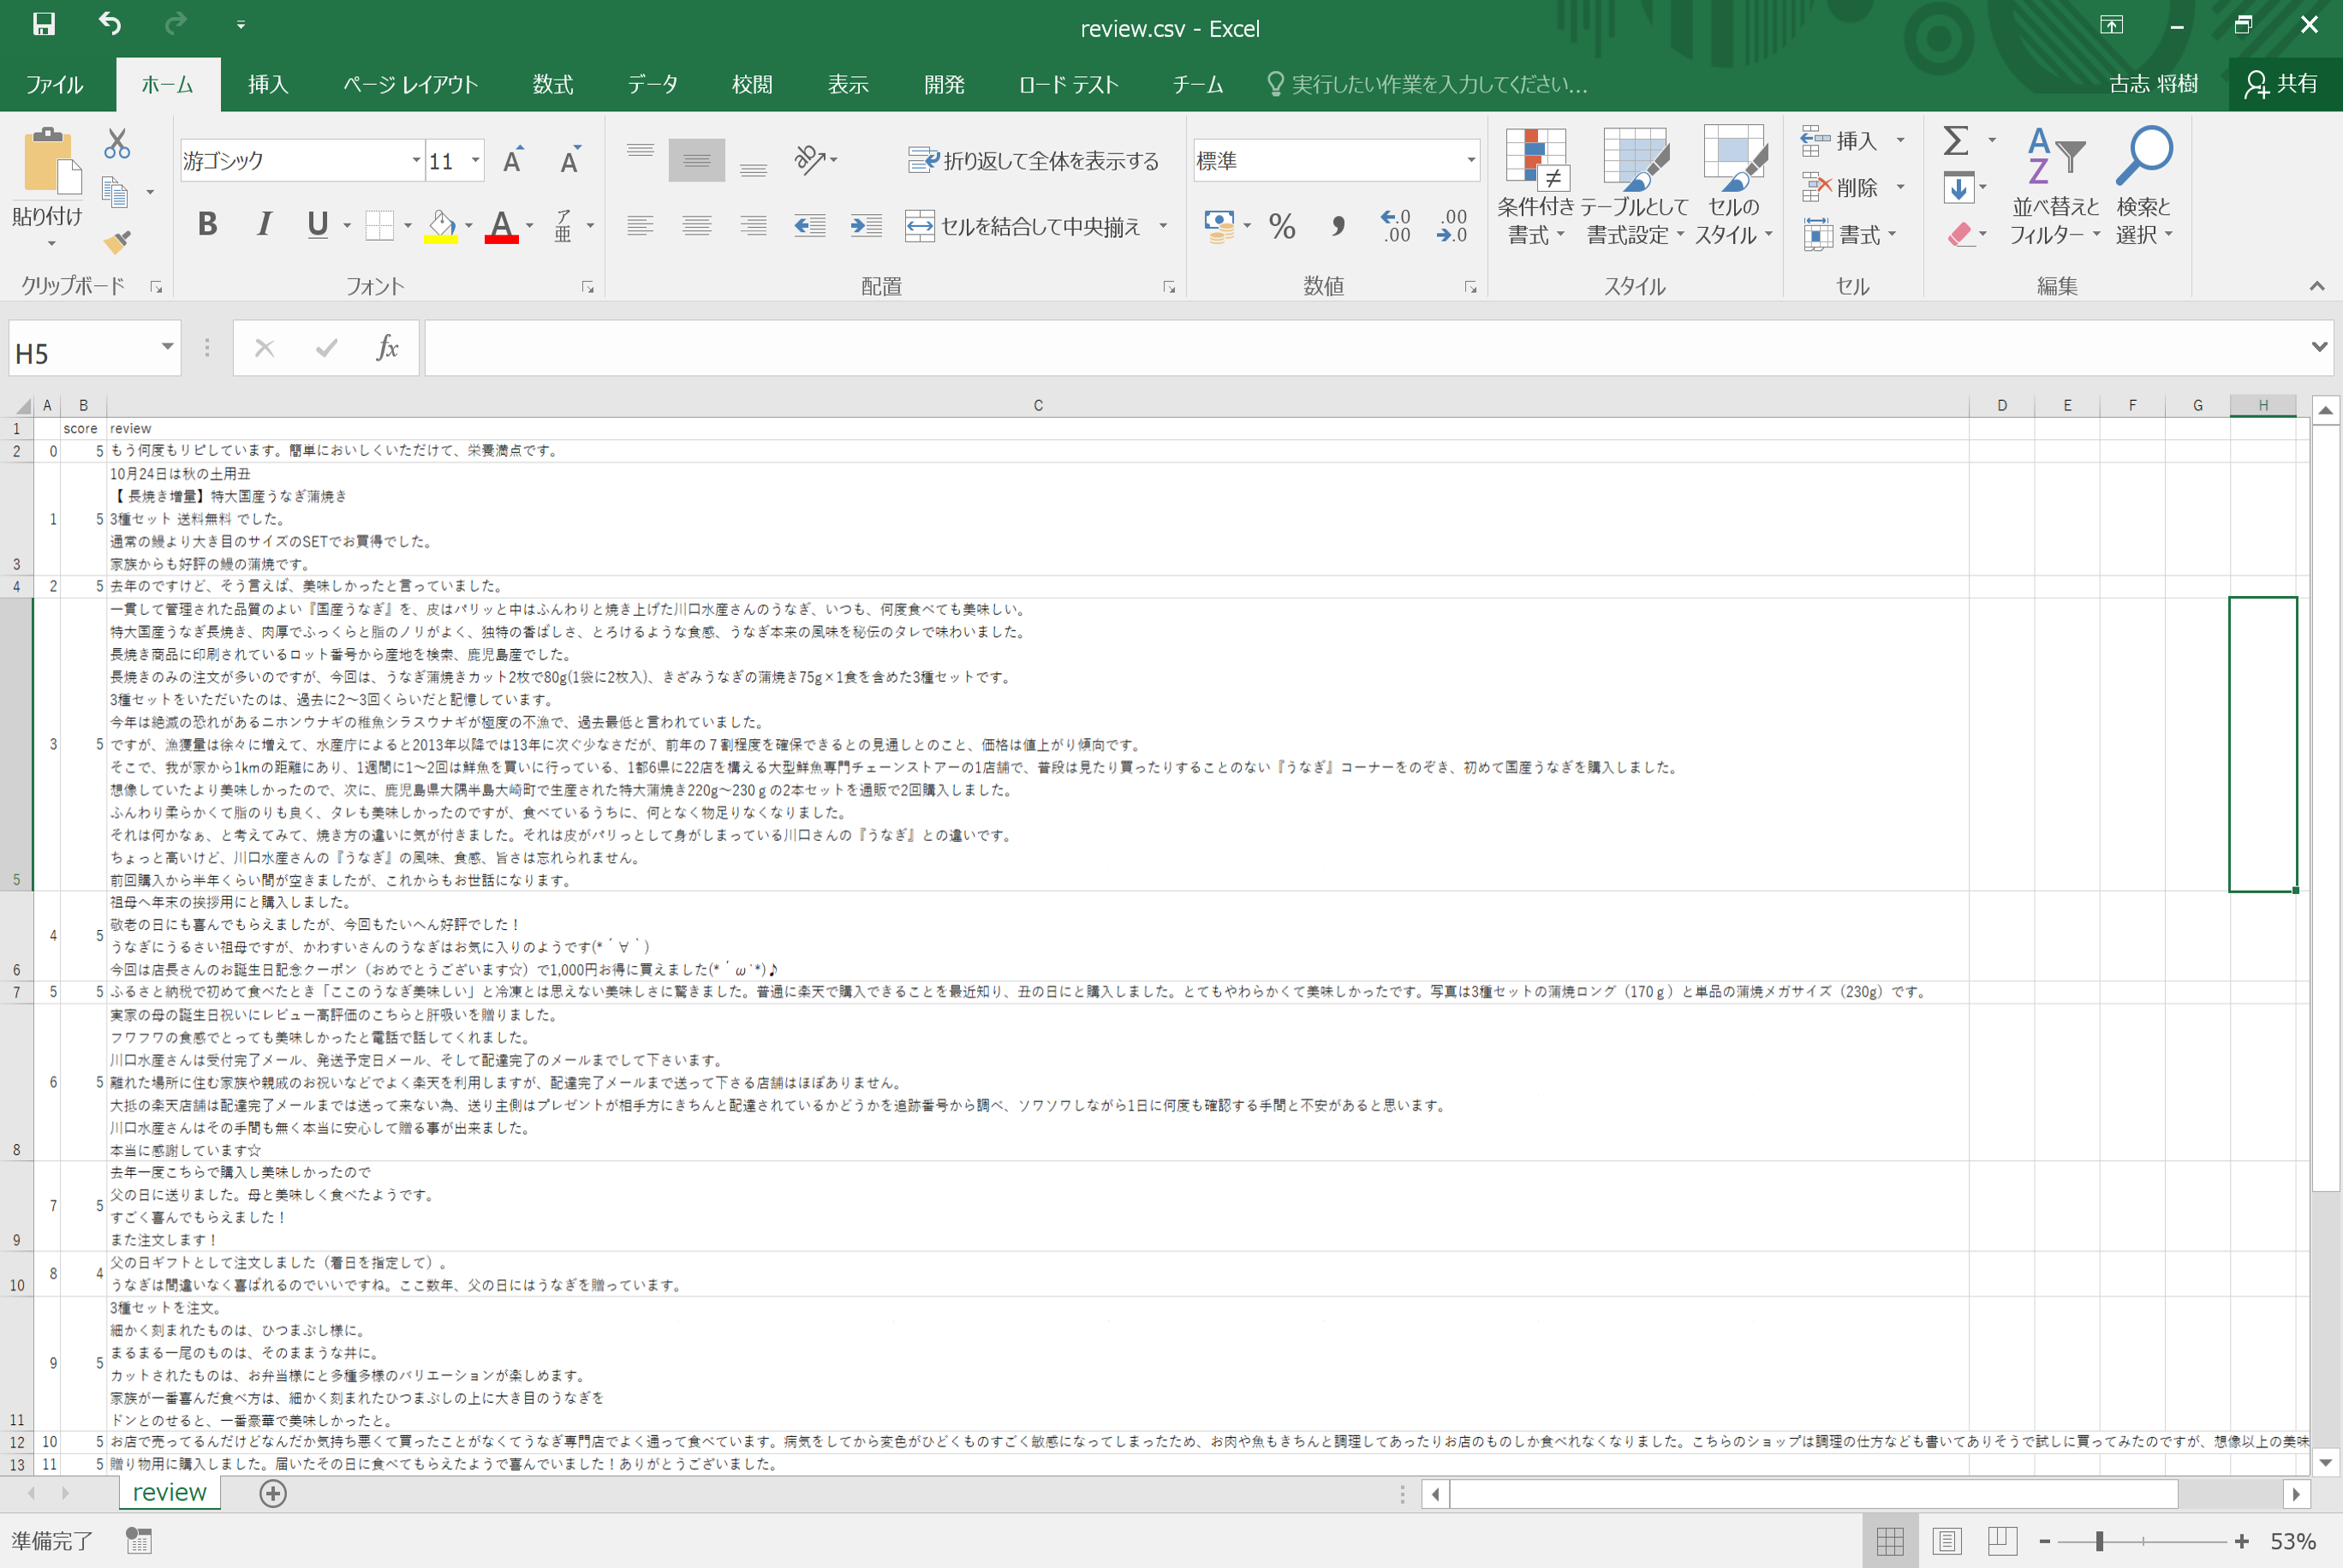 review.csv - Excel
ファイル ホーム 挿入 ページ レイアウト 数式 データ 校閲 表示 開発 ロード テスト チーム 実行したい作業を入力してください... 古志 将樹 共有
貼り付け
クリップボード
游ゴシック 11 A A
B I U A ア亜
フォント
折り返して全体を表示する
セルを結合して中央揃え
配置
標準
% , .0 .00 .00 .0
数値
条件付き書式 テーブルとして書式設定 セルのスタイル
スタイル
挿入
削除
書式
セル
Σ
並べ替えとフィルター 検索と選択
編集
H5 fx
A B C D E F G H
1 score review
2 0 5 もう何度もリピしています。簡単においしくいただけて、栄養満点です。
10月24日は秋の土用丑
【 長焼き増量】特大国産うなぎ蒲焼き
1 5 3種セット 送料無料 でした。
通常の鰻より大き目のサイズのSETでお買得でした。
3 家族からも好評の鰻の蒲焼です。
4 2 5 去年のですけど、そう言えば、美味しかったと言っていました。
一貫して管理された品質のよい『国産うなぎ』を、皮はパリッと中はふんわりと焼き上げた川口水産さんのうなぎ、いつも、何度食べても美味しい。
特大国産うなぎ長焼き、肉厚でふっくらと脂のノリがよく、独特の香ばしさ、とろけるような食感、うなぎ本来の風味を秘伝のタレで味わいました。
長焼き商品に印刷されているロット番号から産地を検索、鹿児島産でした。
長焼きのみの注文が多いのですが、今回は、うなぎ蒲焼きカット2枚で80g(1袋に2枚入)、きざみうなぎの蒲焼き75g×1食を含めた3種セットです。
3種セットをいただいたのは、過去に2～3回くらいだと記憶しています。
今年は絶滅の恐れがあるニホンウナギの稚魚シラスウナギが極度の不漁で、過去最低と言われていました。
3 5 ですが、漁獲量は徐々に増えて、水産庁によると2013年以降では13年に次ぐ少なさだが、前年の７割程度を確保できるとの見通しとのこと、価格は値上がり傾向です。
そこで、我が家から1kmの距離にあり、1週間に1～2回は鮮魚を買いに行っている、1都6県に22店を構える大型鮮魚専門チェーンストアーの1店舗で、普段は見たり買ったりすることのない『うなぎ』コーナーをのぞき、初めて国産うなぎを購入しました。
想像していたより美味しかったので、次に、鹿児島県大隅半島大崎町で生産された特大蒲焼き220g～230ｇの2本セットを通販で2回購入しました。
ふんわり柔らかくて脂のりも良く、タレも美味しかったのですが、食べているうちに、何となく物足りなくなりました。
それは何かなぁ、と考えてみて、焼き方の違いに気が付きました。それは皮がパリっとして身がしまっている川口さんの『うなぎ』との違いです。
ちょっと高いけど、川口水産さんの『うなぎ』の風味、食感、旨さは忘れられません。
5 前回購入から半年くらい間が空きましたが、これからもお世話になります。
祖母へ年末の挨拶用にと購入しました。
敬老の日にも喜んでもらえましたが、今回もたいへん好評でした！
4 5 うなぎにうるさい祖母ですが、かわすいさんのうなぎはお気に入りのようです(*´∀｀)
6 今回は店長さんのお誕生日記念クーポン（おめでとうございます☆）で1,000円お得に買えました(*´ω`*)♪
7 5 5 ふるさと納税で初めて食べたとき「ここのうなぎ美味しい」と冷凍とは思えない美味しさに驚きました。普通に楽天で購入できることを最近知り、丑の日にと購入しました。とてもやわらかくて美味しかったです。写真は3種セットの蒲焼ロング（170ｇ）と単品の蒲焼メガサイズ（230g）です。
実家の母の誕生日祝いにレビュー高評価のこちらと肝吸いを贈りました。
フワフワの食感でとっても美味しかったと電話で話してくれました。
川口水産さんは受付完了メール、発送予定日メール、そして配達完了のメールまでして下さいます。
6 5 離れた場所に住む家族や親戚のお祝いなどでよく楽天を利用しますが、配達完了メールまで送って下さる店舗はほぼありません。
大抵の楽天店舗は配達完了メールまでは送って来ない為、送り主側はプレゼントが相手方にきちんと配達されているかどうかを追跡番号から調べ、ソワソワしながら1日に何度も確認する手間と不安があると思います。
川口水産さんはその手間も無く本当に安心して贈る事が出来ました。
8 本当に感謝しています☆
去年一度こちらで購入し美味しかったので
父の日に送りました。母と美味しく食べたようです。
7 5 すごく喜んでもらえました！
9 また注文します！
8 4 父の日ギフトとして注文しました（着日を指定して）。
10 うなぎは間違いなく喜ばれるのでいいですね。ここ数年、父の日にはうなぎを贈っています。
3種セットを注文。
細かく刻まれたものは、ひつまぶし様に。
まるまる一尾のものは、そのままうな丼に。
9 5 カットされたものは、お弁当様にと多種多様のバリエーションが楽しめます。
家族が一番喜んだ食べ方は、細かく刻まれたひつまぶしの上に大き目のうなぎを
11 ドンとのせると、一番豪華で美味しかったと。
12 10 5 お店で売ってるんだけどなんだか気持ち悪くて買ったことがなくてうなぎ専門店でよく通って食べています。病気をしてから変色がひどくものすごく敏感になってしまったため、お肉や魚もきちんと調理してあったりお店のものしか食べれなくなりました。こちらのショップは調理の仕方なども書いてありそうで試しに買ってみたのですが、想像以上の美味
13 11 5 贈り物用に購入しました。届いたその日に食べてもらえたようで喜んでいました！ありがとうございました。
review
準備完了 53%